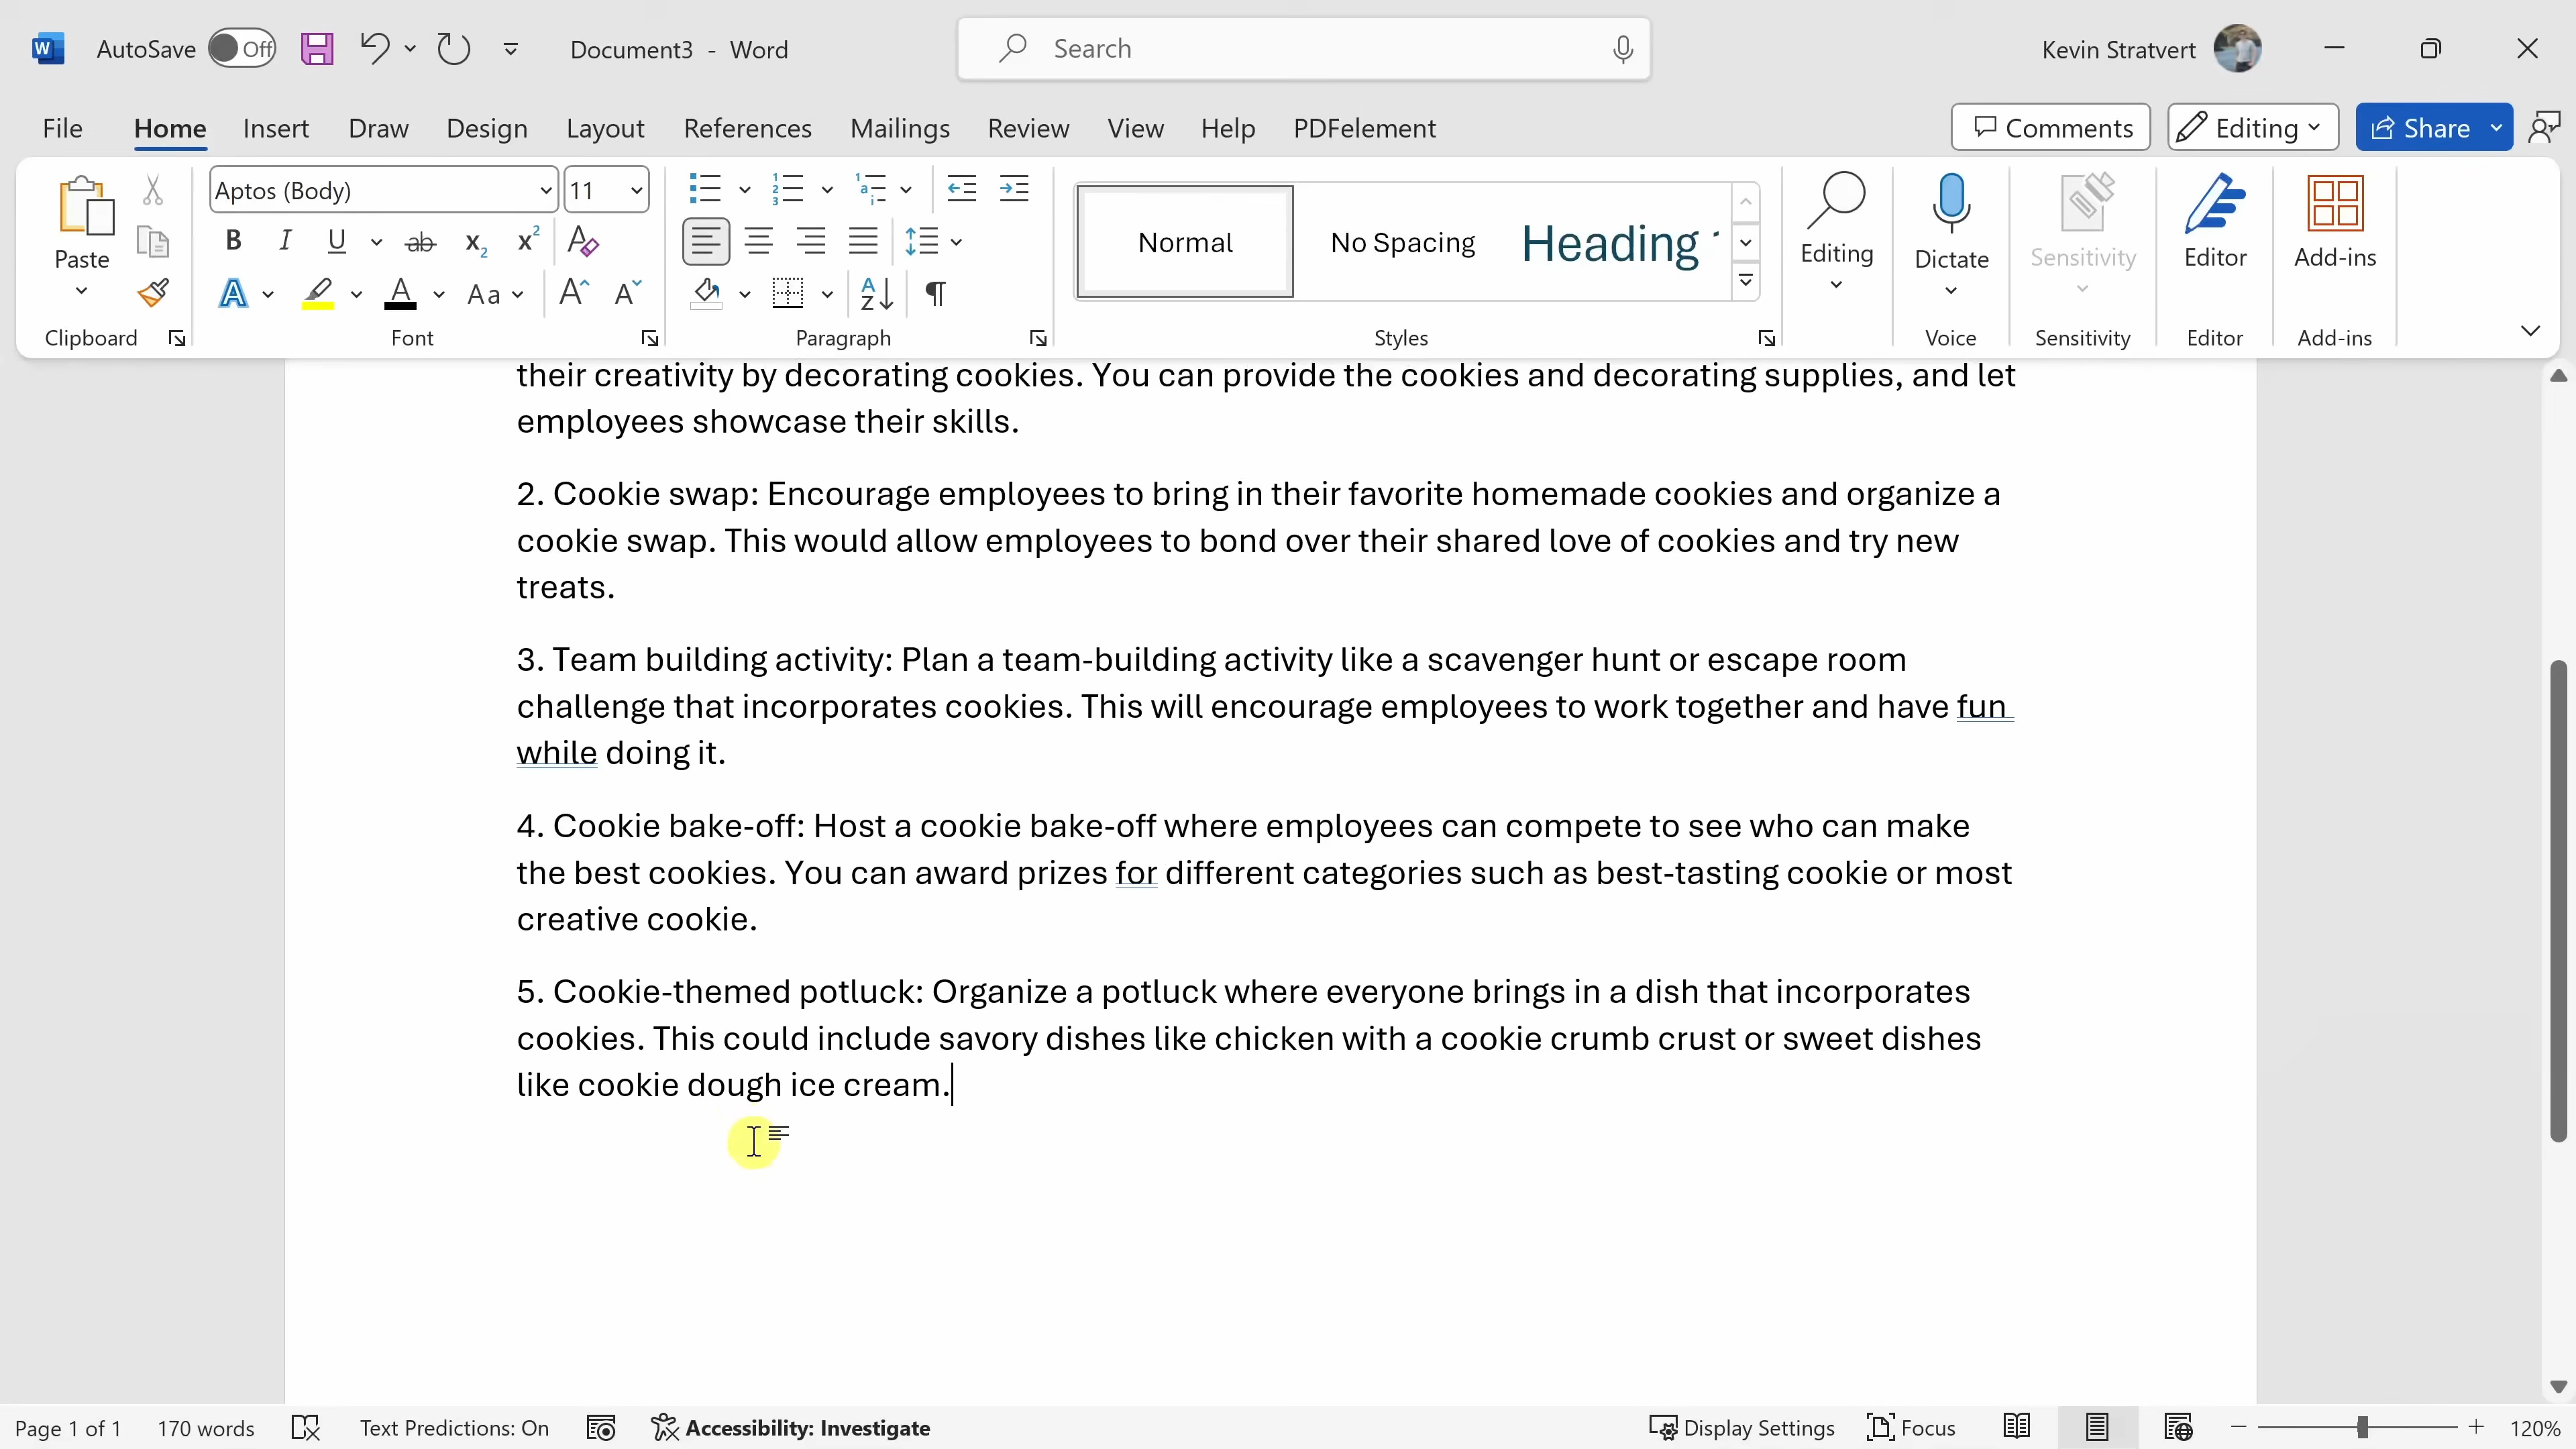 AutoSave Off Document3 - Word Search Kevin Stratvert
File Home Insert Draw Design Layout References Mailings Review View Help PDFelement Comments Editing Share
Paste
Clipboard
Aptos (Body) 11
Font
Paragraph
Normal No Spacing Heading
Styles
Editing
Dictate
Voice
Sensitivity
Sensitivity
Editor
Editor
Add-ins
Add-ins
their creativity by decorating cookies. You can provide the cookies and decorating supplies, and let
employees showcase their skills.
2. Cookie swap: Encourage employees to bring in their favorite homemade cookies and organize a
cookie swap. This would allow employees to bond over their shared love of cookies and try new
treats.
3. Team building activity: Plan a team-building activity like a scavenger hunt or escape room
challenge that incorporates cookies. This will encourage employees to work together and have fun
while doing it.
4. Cookie bake-off: Host a cookie bake-off where employees can compete to see who can make
the best cookies. You can award prizes for different categories such as best-tasting cookie or most
creative cookie.
5. Cookie-themed potluck: Organize a potluck where everyone brings in a dish that incorporates
cookies. This could include savory dishes like chicken with a cookie crumb crust or sweet dishes
like cookie dough ice cream.
Page 1 of 1 170 words Text Predictions: On Accessibility: Investigate Display Settings Focus 120%